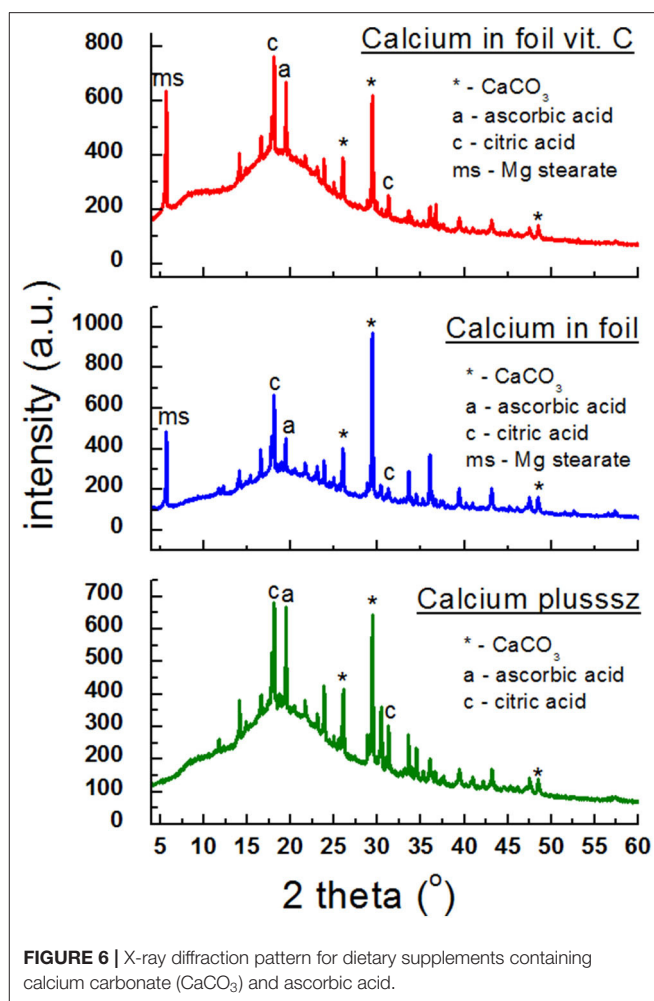 Calcium in foil vit. C
* - CaCO₃
a - ascorbic acid
c - citric acid
ms - Mg stearate
800
600
400
200
0
ms
c
a
*
*
c
*
Calcium in foil
* - CaCO₃
a - ascorbic acid
c - citric acid
ms - Mg stearate
1000
800
600
400
200
0
ms
c
a
*
*
c
*
Calcium plusssz
* - CaCO₃
a - ascorbic acid
c - citric acid
700
600
500
400
300
200
100
0
c
a
*
*
c
*
intensity (a.u.)
5 10 15 20 25 30 35 40 45 50 55 60
2 theta (°)
FIGURE 6 | X-ray diffraction pattern for dietary supplements containing
calcium carbonate (CaCO₃) and ascorbic acid.